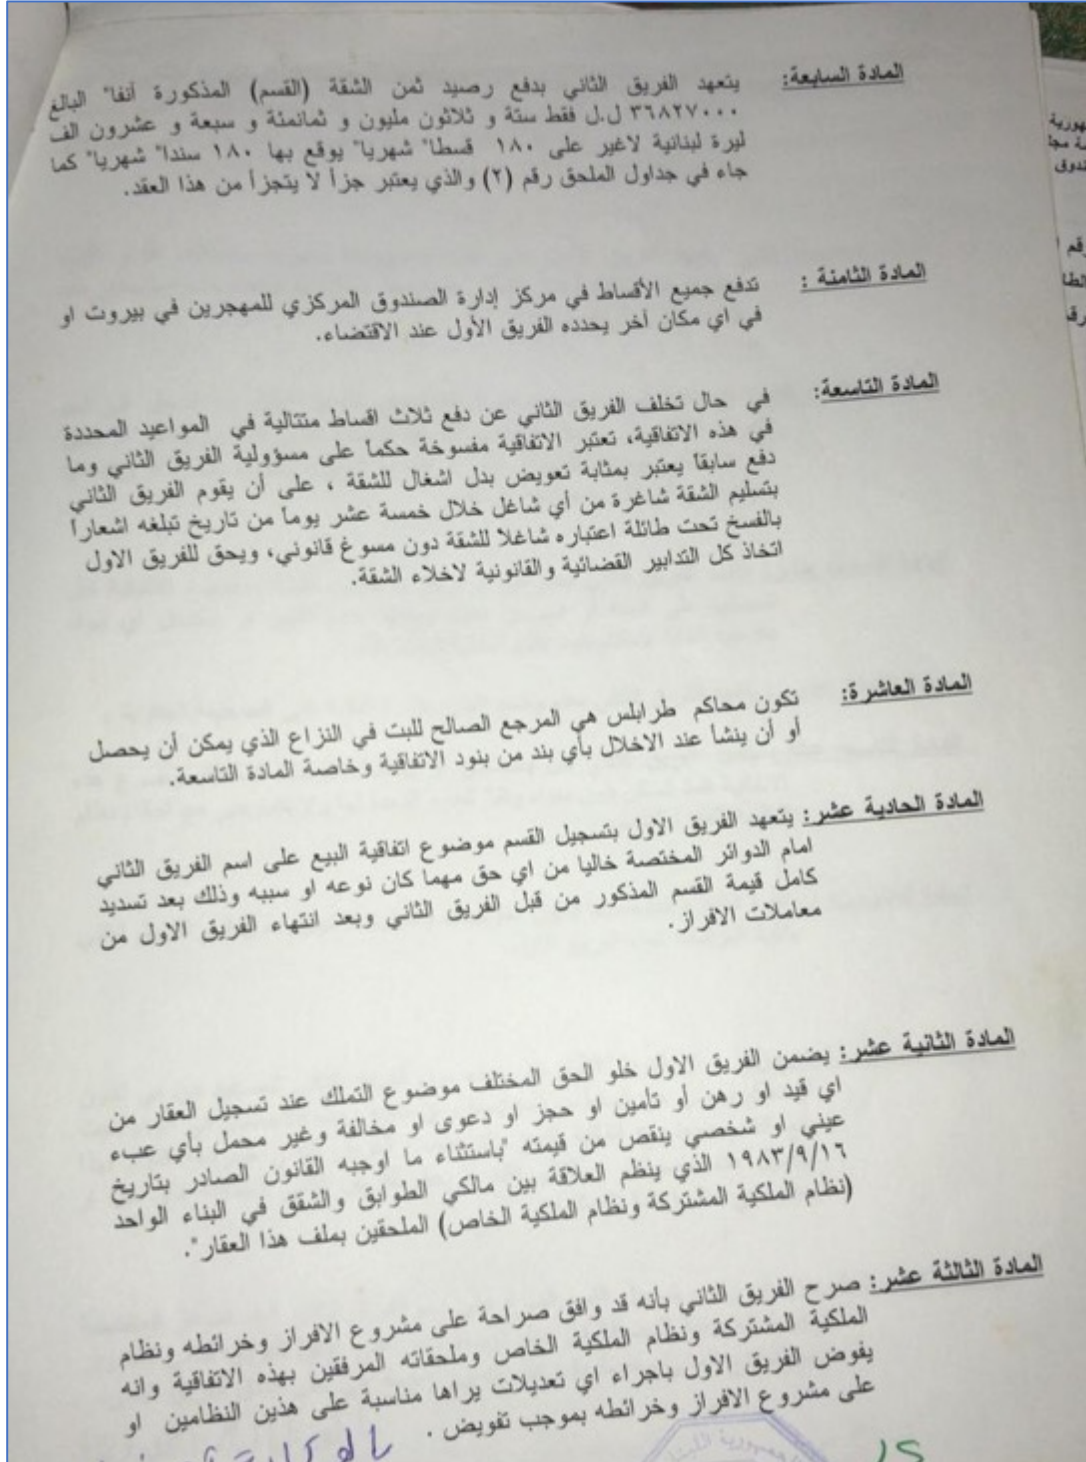 المادة السابعة: يتعهد الفريق الثاني بدفع رصيد ثمن الشقة (القسم) المذكورة آنفا" البالغ
٣٦٨٢٧٠٠٠ ل.ل فقط ستة و ثلاثون مليون و ثمانمئة و سبعة و عشرون الف
ليرة لبنانية لاغير على ١٨٠ قسطا" شهريا" يوقع بها ١٨٠ سندا" شهريا" كما
جاء في جداول الملحق رقم (٢) والذي يعتبر جزأ لا يتجزأ من هذا العقد.
المادة الثامنة : تدفع جميع الأقساط في مركز إدارة الصندوق المركزي للمهجرين في بيروت او
في اي مكان آخر يحدده الفريق الأول عند الاقتضاء.
المادة التاسعة: في حال تخلف الفريق الثاني عن دفع ثلاث اقساط متتالية في المواعيد المحددة
في هذه الاتفاقية، تعتبر الاتفاقية مفسوخة حكماً على مسؤولية الفريق الثاني وما
دفع سابقاً يعتبر بمثابة تعويض بدل اشغال للشقة ، على أن يقوم الفريق الثاني
بتسليم الشقة شاغرة من أي شاغل خلال خمسة عشر يوماً من تاريخ تبلغه اشعاراً
بالفسخ تحت طائلة اعتباره شاغلاً للشقة دون مسوغ قانوني، ويحق للفريق الاول
اتخاذ كل التدابير القضائية والقانونية لاخلاء الشقة.
المادة العاشرة: تكون محاكم طرابلس هي المرجع الصالح للبت في النزاع الذي يمكن أن يحصل
أو أن ينشا عند الاخلال بأي بند من بنود الاتفاقية وخاصة المادة التاسعة.
المادة الحادية عشر: يتعهد الفريق الاول بتسجيل القسم موضوع اتفاقية البيع على اسم الفريق الثاني
امام الدوائر المختصة خاليا من اي حق مهما كان نوعه او سببه وذلك بعد تسديد
كامل قيمة القسم المذكور من قبل الفريق الثاني وبعد انتهاء الفريق الاول من
معاملات الافراز.
المادة الثانية عشر: يضمن الفريق الاول خلو الحق المختلف موضوع التملك عند تسجيل العقار من
اي قيد او رهن أو تأمين او حجز او دعوى او مخالفة وغير محمل بأي عبء
عيني او شخصي ينقص من قيمته "باستثناء ما اوجبه القانون الصادر بتاريخ
١٩٨٣/٩/١٦ الذي ينظم العلاقة بين مالكي الطوابق والشقق في البناء الواحد
(نظام الملكية المشتركة ونظام الملكية الخاص) الملحقين بملف هذا العقار".
المادة الثالثة عشر: صرح الفريق الثاني بأنه قد وافق صراحة على مشروع الافراز وخرائطه ونظام
الملكية المشتركة ونظام الملكية الخاص وملحقاته المرفقين بهذه الاتفاقية وانه
يفوض الفريق الاول باجراء اي تعديلات يراها مناسبة على هذين النظامين او
على مشروع الافراز وخرائطه بموجب تفويض .